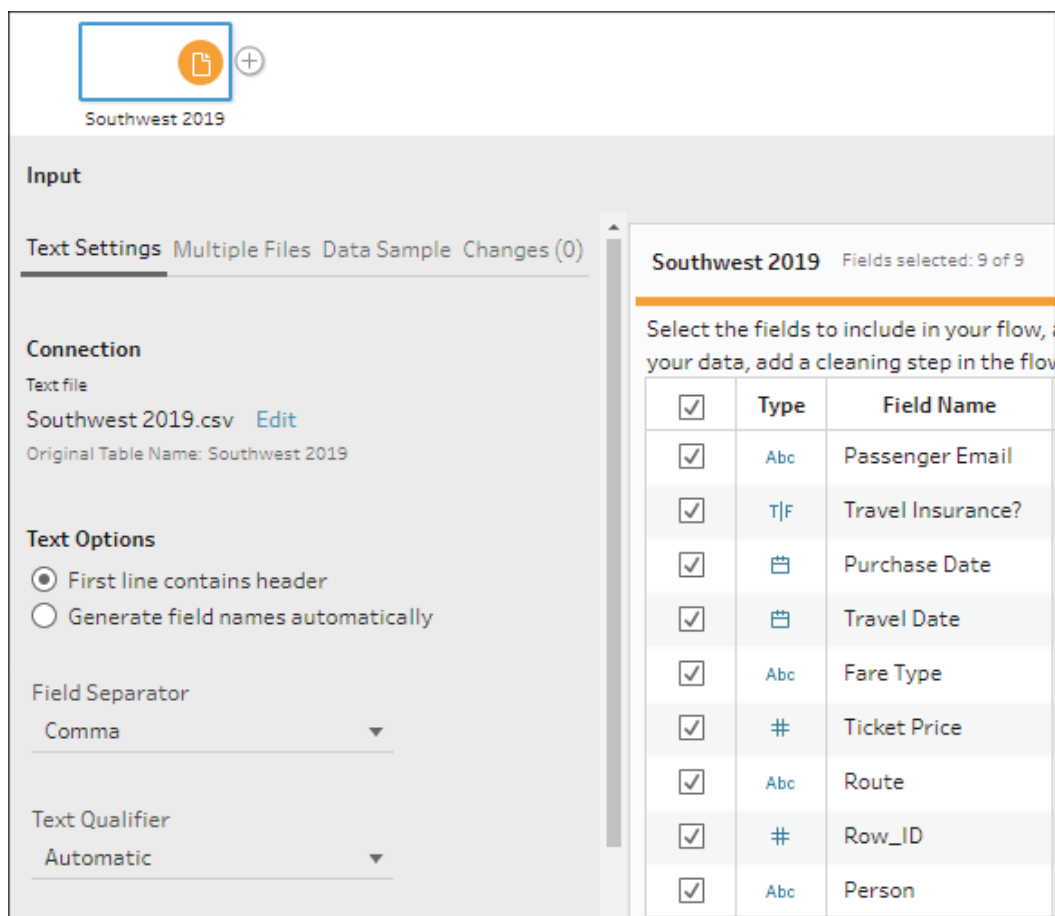 Southwest 2019
Input
Text Settings Multiple Files Data Sample Changes (0)
Connection
Text file
Southwest 2019.csv Edit
Original Table Name: Southwest 2019
Text Options
First line contains header
Generate field names automatically
Field Separator
Comma
Text Qualifier
Automatic
Southwest 2019 Fields selected: 9 of 9
Select the fields to include in your flow,
your data, add a cleaning step in the flow
Type Field Name
Abc Passenger Email
T|F Travel Insurance?
Purchase Date
Travel Date
Abc Fare Type
# Ticket Price
Abc Route
# Row_ID
Abc Person